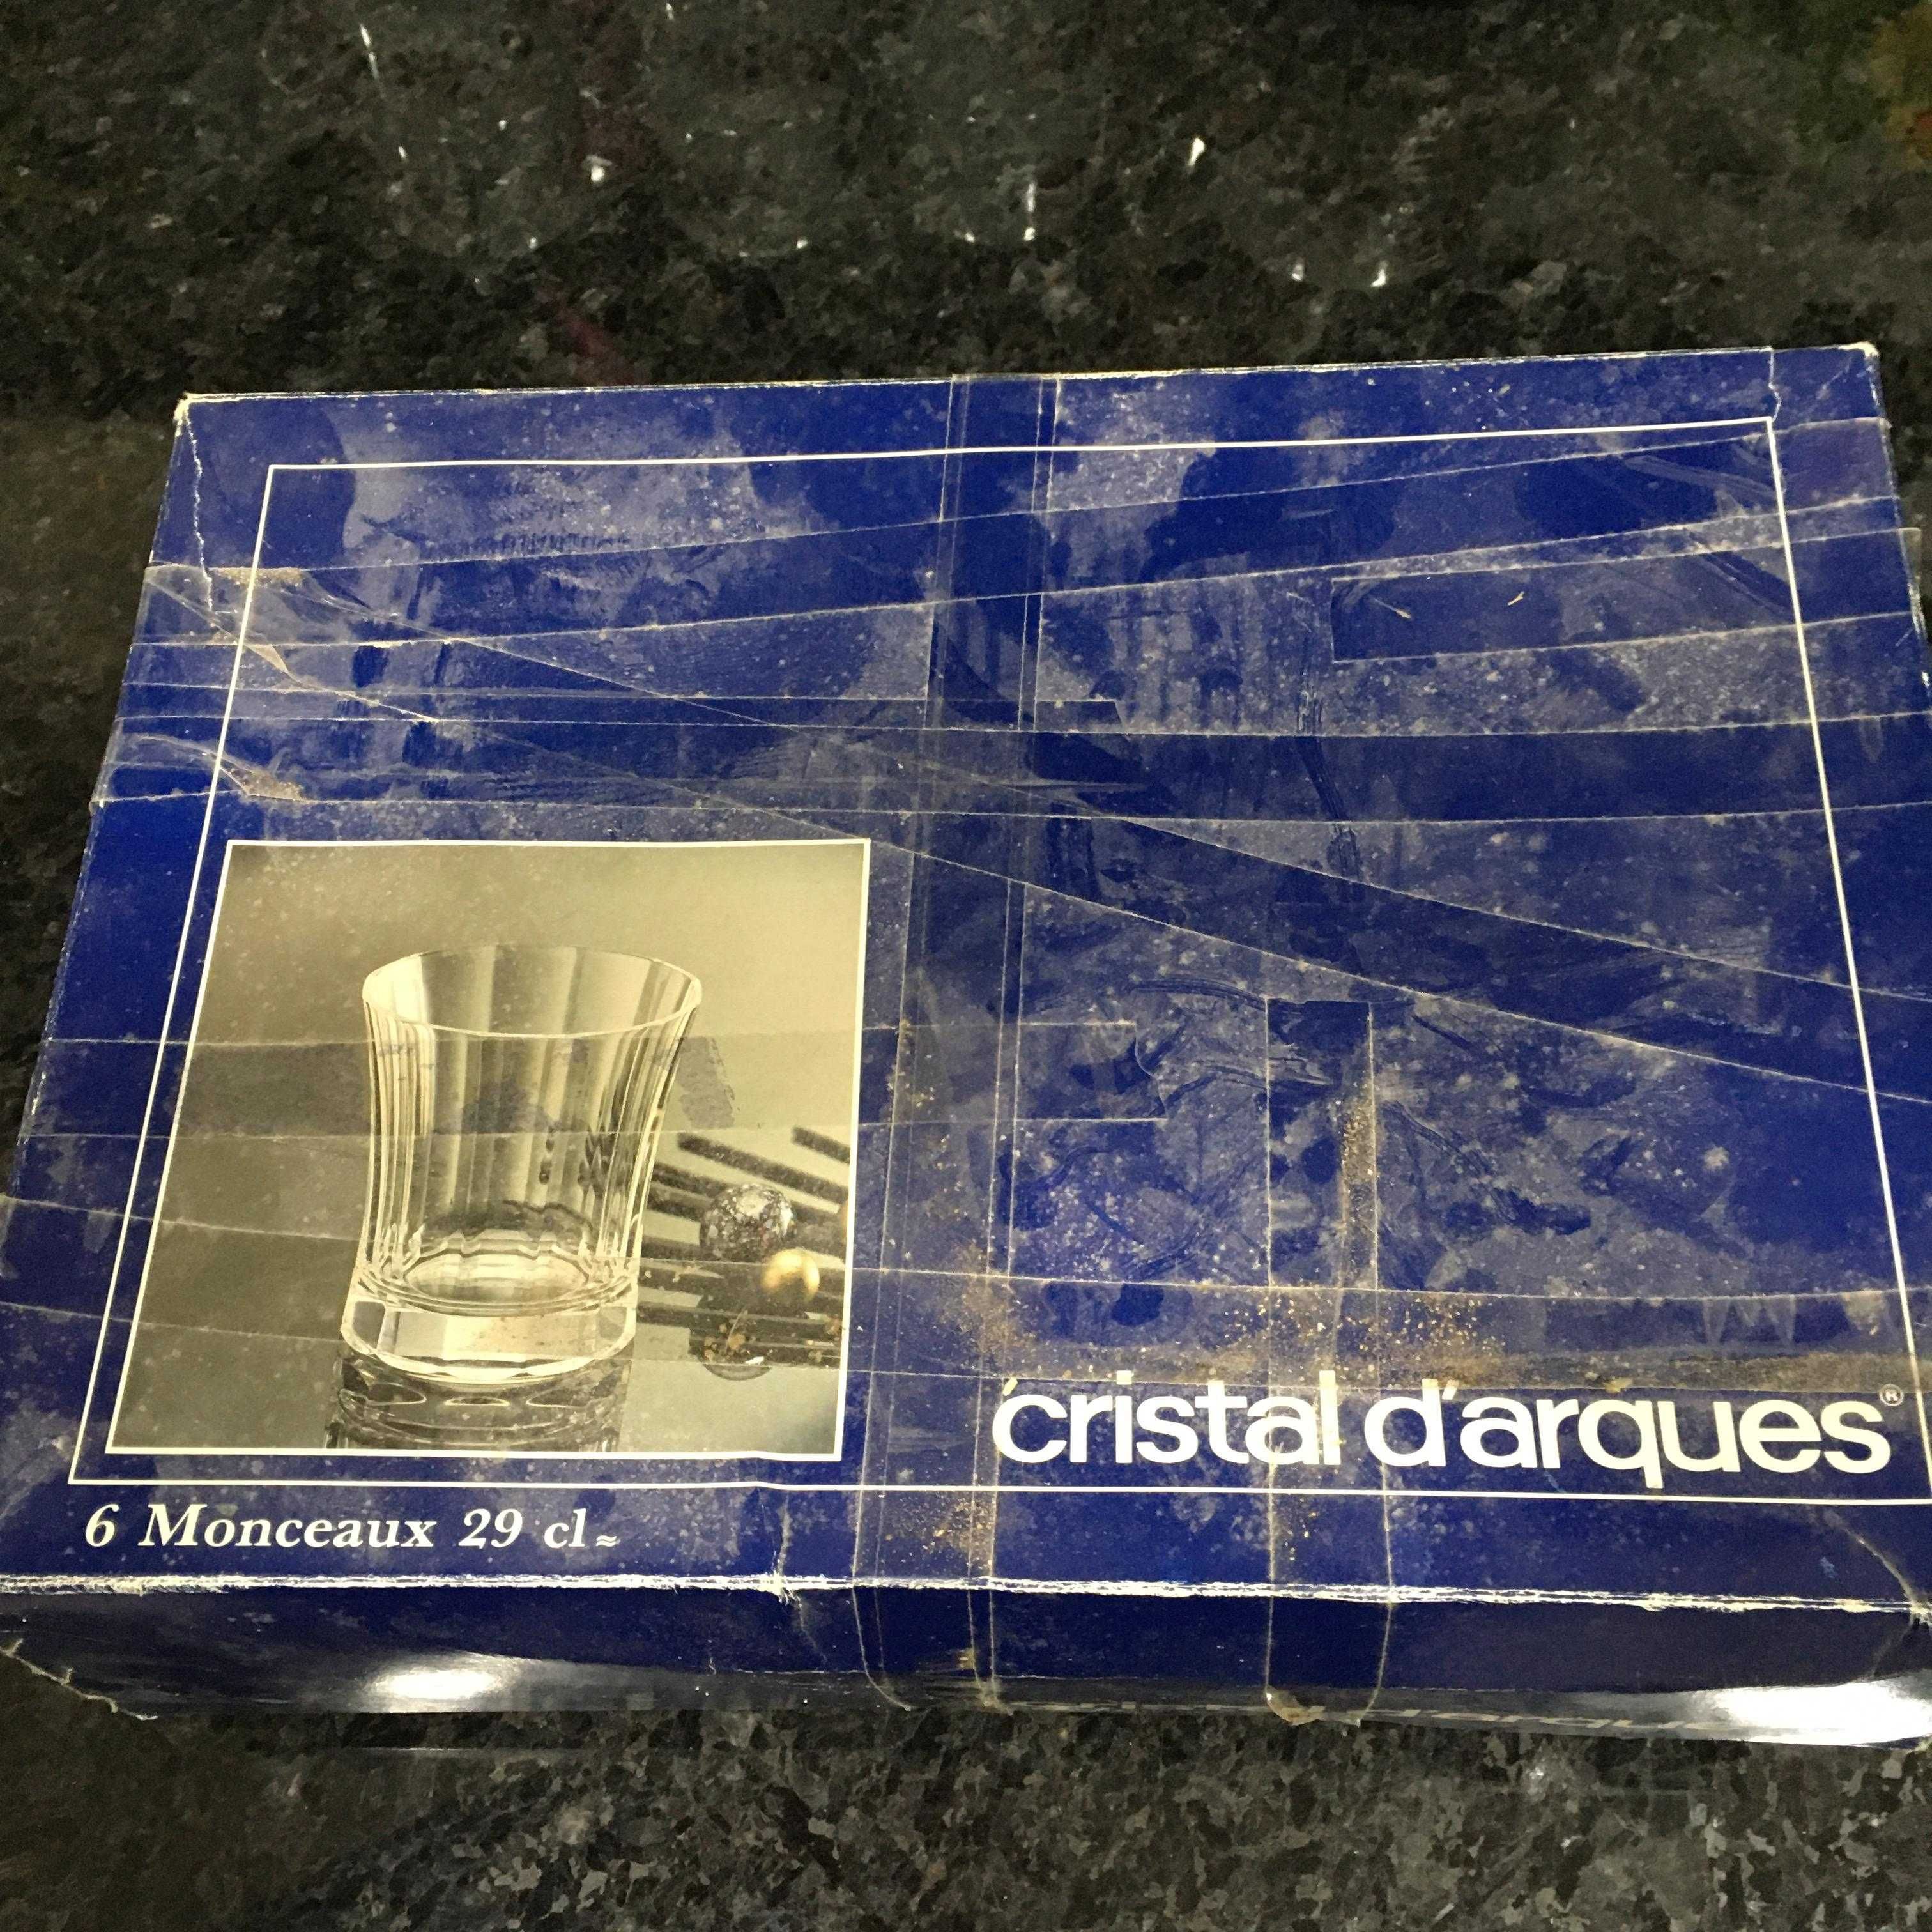 cristal d'arques®
6 Monceaux 29 cl≈